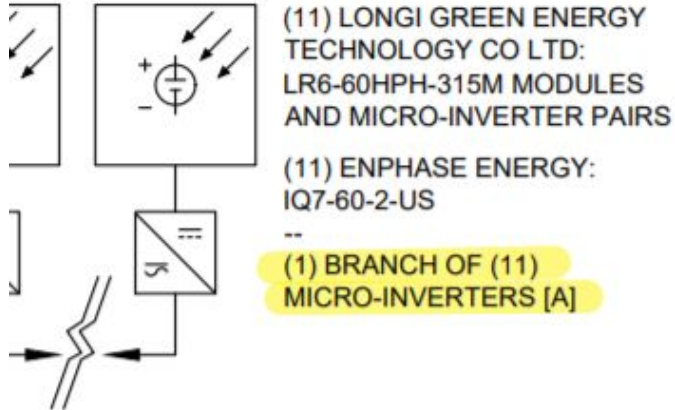 (11) LONGI GREEN ENERGY
TECHNOLOGY CO LTD:
LR6-60HPH-315M MODULES
AND MICRO-INVERTER PAIRS
(11) ENPHASE ENERGY:
IQ7-60-2-US
--
(1) BRANCH OF (11)
MICRO-INVERTERS [A]
+
-